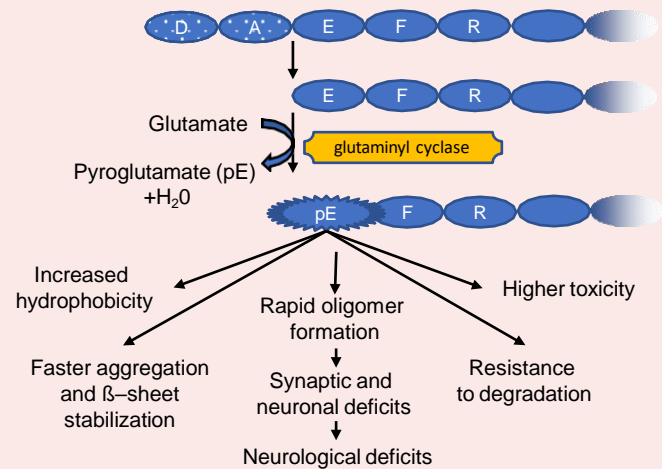 D A E F R
E F R
Glutamate
glutaminyl cyclase
Pyroglutamate (pE)
+H₂0
pE F R
Increased
hydrophobicity
Rapid oligomer
formation
Higher toxicity
Faster aggregation
and ß–sheet
stabilization
Synaptic and
neuronal deficits
Resistance
to degradation
Neurological deficits